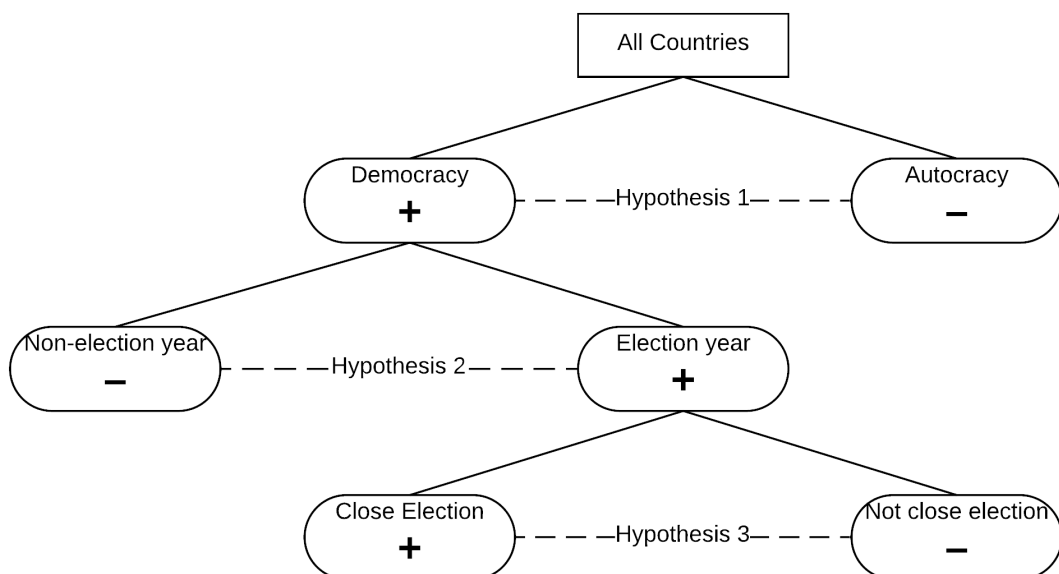 All Countries
Democracy
+
Hypothesis 1
Autocracy
–
Non-election year
–
Hypothesis 2
Election year
+
Close Election
+
Hypothesis 3
Not close election
–